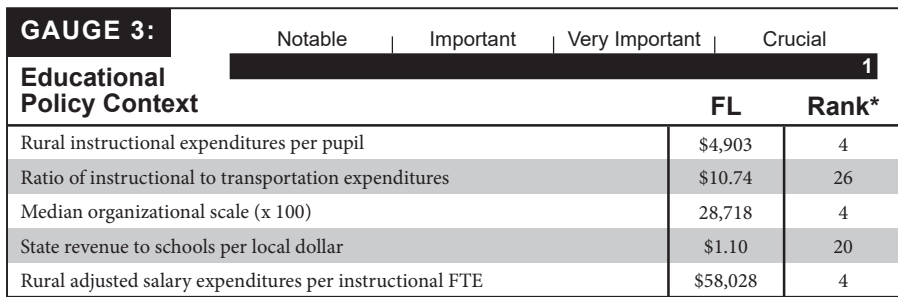 GAUGE 3:
Notable Important Very Important Crucial
1
Educational
Policy Context
FL Rank*
Rural instructional expenditures per pupil $4,903 4
Ratio of instructional to transportation expenditures $10.74 26
Median organizational scale (x 100) 28,718 4
State revenue to schools per local dollar $1.10 20
Rural adjusted salary expenditures per instructional FTE $58,028 4